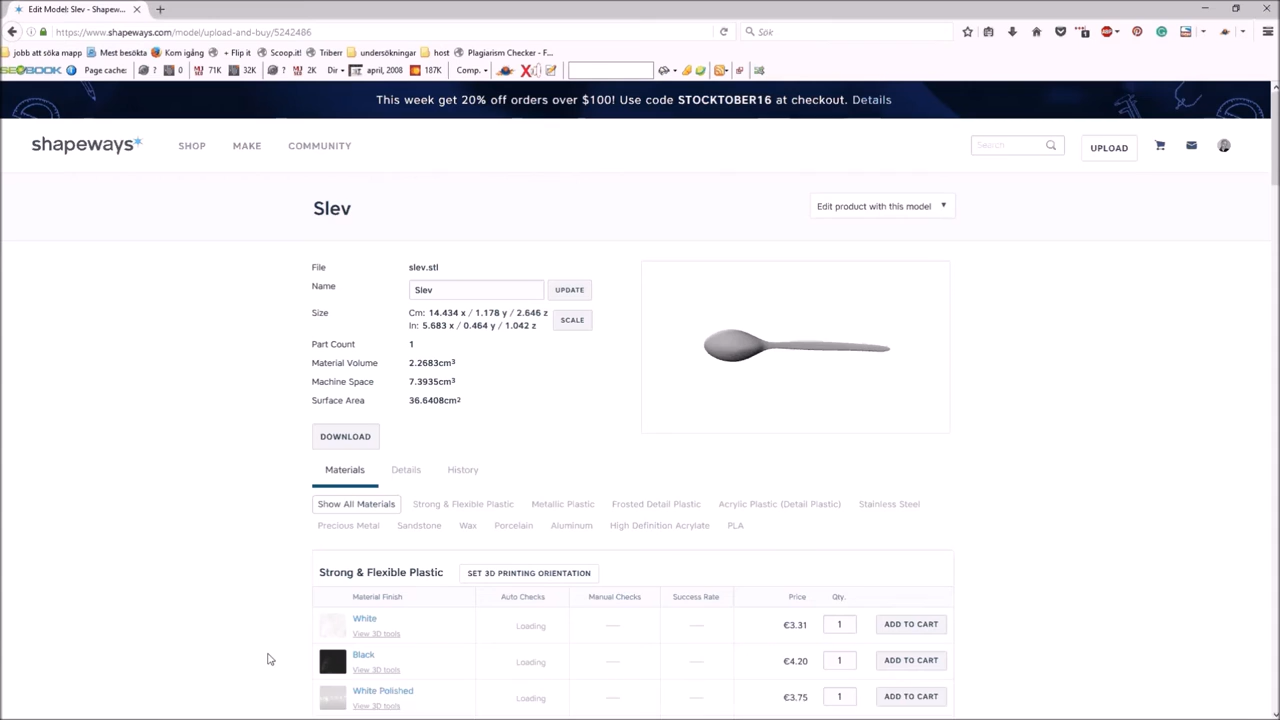 Edit Model: Slev - Shapew...
https://www.shapeways.com/model/upload-and-buy/5242486
Sök
jobb att söka mapp Mest besökta Kom igång + Flip it Scoop.it! Triberr undersökningar host Plagiarism Checker - F...
SEOBOOK Page cache: ? 0 71K 32K ? 2K Dir april, 2008 187K Comp.
This week get 20% off orders over $100! Use code STOCKTOBER16 at checkout. Details
shapeways
SHOP MAKE COMMUNITY
Search
UPLOAD
Slev
Edit product with this model
File slev.stl
Name Slev UPDATE
Size Cm: 14.434 x / 1.178 y / 2.646 z
In: 5.683 x / 0.464 y / 1.042 z
SCALE
Part Count 1
Material Volume 2.2683cm³
Machine Space 7.3935cm³
Surface Area 36.6408cm²
DOWNLOAD
Materials Details History
Show All Materials Strong & Flexible Plastic Metallic Plastic Frosted Detail Plastic Acrylic Plastic (Detail Plastic) Stainless Steel
Precious Metal Sandstone Wax Porcelain Aluminum High Definition Acrylate PLA
Strong & Flexible Plastic SET 3D PRINTING ORIENTATION
Material Finish Auto Checks Manual Checks Success Rate Price Qty.
White
View 3D tools
Loading — — €3.31 1 ADD TO CART
Black
View 3D tools
Loading — — €4.20 1 ADD TO CART
White Polished
View 3D tools
Loading — — €3.75 1 ADD TO CART